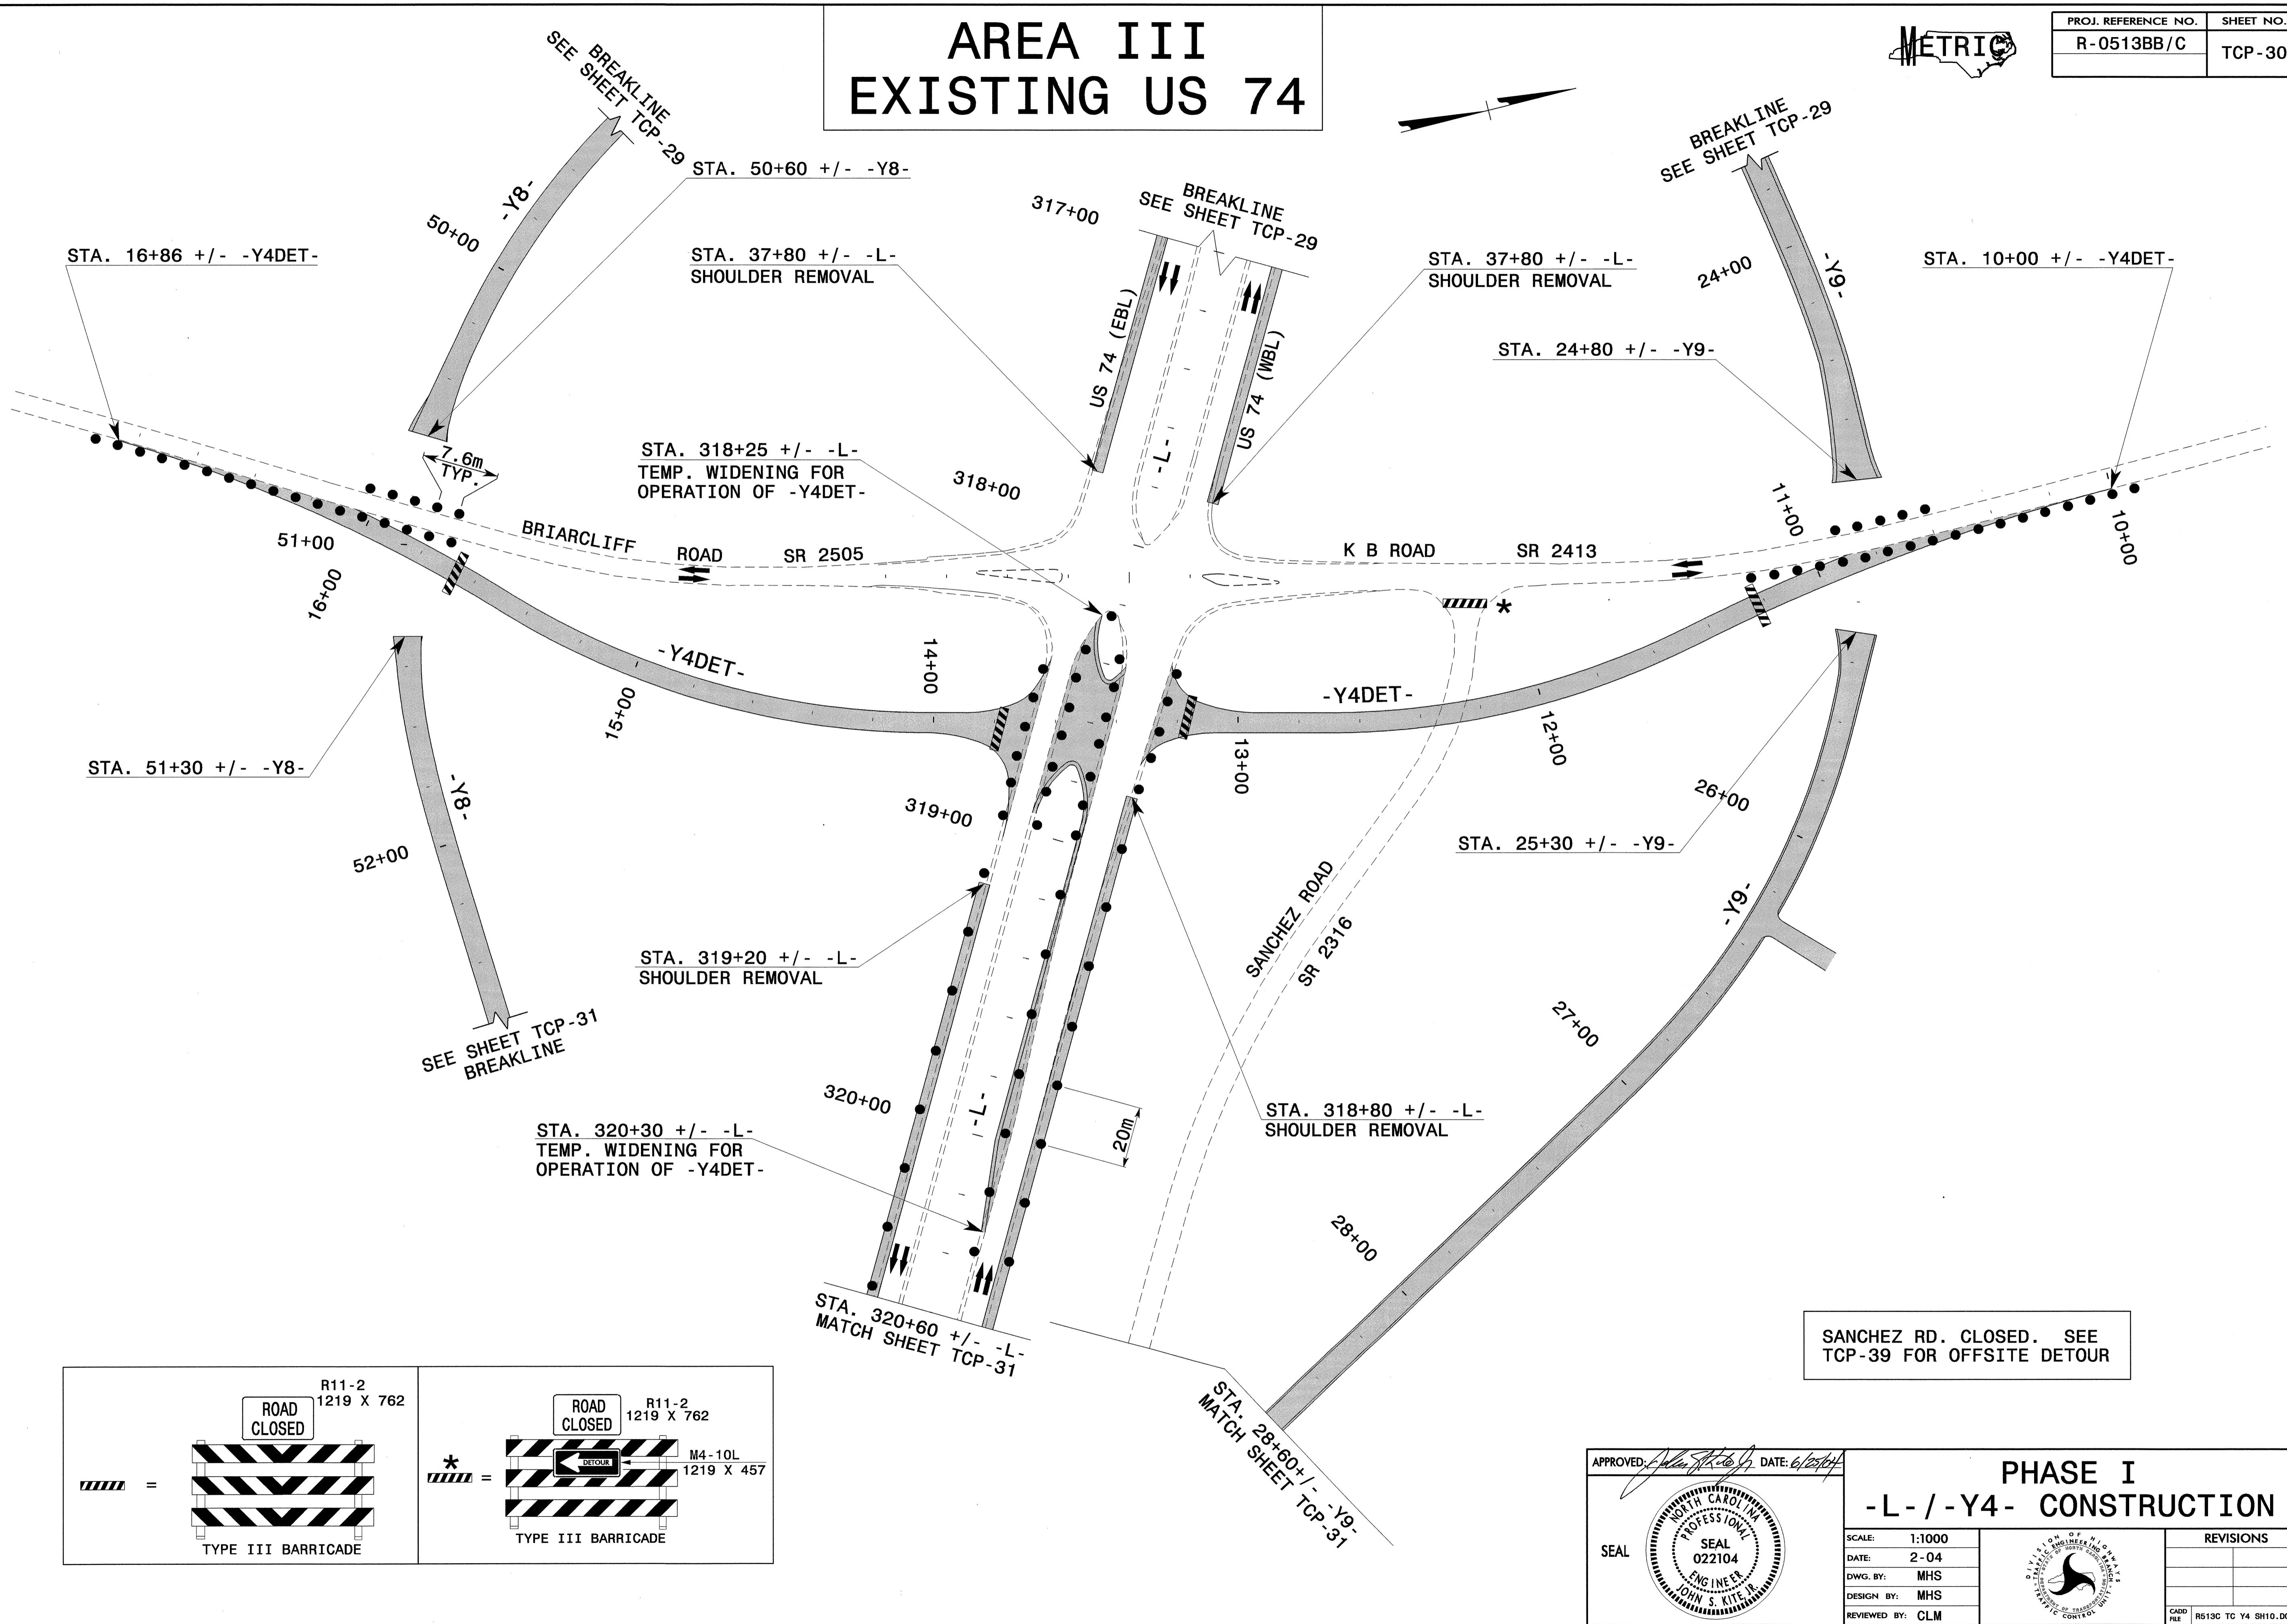 AREA III
EXISTING US 74
METRIC
PROJ. REFERENCE NO.
SHEET NO.
R-0513BB/C
TCP-30
BREAKLINE
SEE SHEET TCP-29
-Y8-
50+00
STA. 50+60 +/- -Y8-
STA. 16+86 +/- -Y4DET-
STA. 37+80 +/- -L-
SHOULDER REMOVAL
317+00
BREAKLINE
SEE SHEET TCP-29
STA. 37+80 +/- -L-
SHOULDER REMOVAL
BREAKLINE
SEE SHEET TCP-29
24+00
-Y9-
STA. 10+00 +/- -Y4DET-
STA. 24+80 +/- -Y9-
US 74 (EBL)
US 74 (WBL)
-L-
7.6m
TYP.
STA. 318+25 +/- -L-
TEMP. WIDENING FOR
OPERATION OF -Y4DET-
318+00
11+00
10+00
51+00
16+00
BRIARCLIFF
ROAD
SR 2505
K B ROAD
SR 2413
*
-Y4DET-
15+00
14+00
-Y4DET-
13+00
12+00
STA. 51+30 +/- -Y8-
-Y8-
52+00
319+00
26+00
STA. 25+30 +/- -Y9-
-Y9-
SANCHEZ ROAD
SR 2316
STA. 319+20 +/- -L-
SHOULDER REMOVAL
27+00
SEE SHEET TCP-31
BREAKLINE
320+00
-L-
20m
STA. 318+80 +/- -L-
SHOULDER REMOVAL
STA. 320+30 +/- -L-
TEMP. WIDENING FOR
OPERATION OF -Y4DET-
28+00
STA. 320+60 +/- -L-
MATCH SHEET TCP-31
STA. 28+60+/- -Y9-
MATCH SHEET TCP-31
SANCHEZ RD. CLOSED. SEE
TCP-39 FOR OFFSITE DETOUR
R11-2
1219 X 762
ROAD
CLOSED
=
TYPE III BARRICADE
*
=
ROAD
CLOSED
R11-2
1219 X 762
DETOUR
M4-10L
1219 X 457
TYPE III BARRICADE
APPROVED:
DATE: 6/25/04
SEAL
NORTH CAROLINA
PROFESSIONAL
SEAL
022104
ENGINEER
JOHN S. KITE, JR.
PHASE I
-L-/-Y4- CONSTRUCTION
SCALE: 1:1000
DATE: 2-04
DWG. BY: MHS
DESIGN BY: MHS
REVIEWED BY: CLM
DIVISION OF HIGHWAYS
TRAFFIC ENGINEERING BRANCH
TRAFFIC CONTROL UNIT
REVISIONS
CADD
FILE